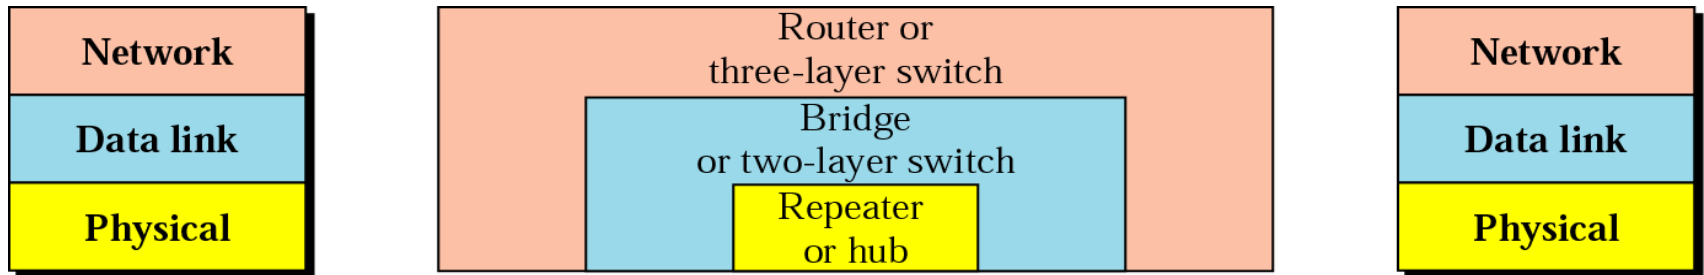 Network
Data link
Physical
Router or
three-layer switch
Bridge
or two-layer switch
Repeater
or hub
Network
Data link
Physical